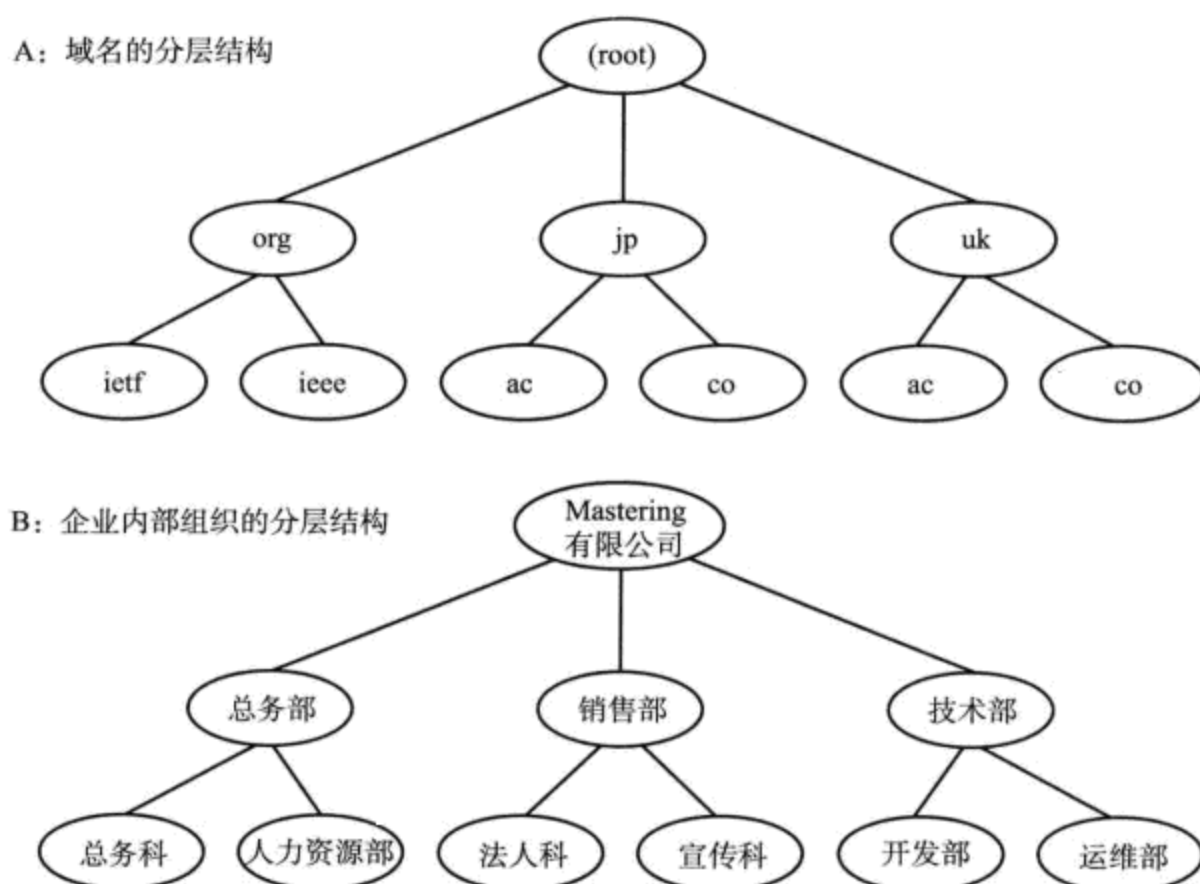 A：域名的分层结构
(root)
org
jp
uk
ietf
ieee
ac
co
ac
co
B：企业内部组织的分层结构
Mastering
有限公司
总务部
销售部
技术部
总务科
人力资源部
法人科
宣传科
开发部
运维部